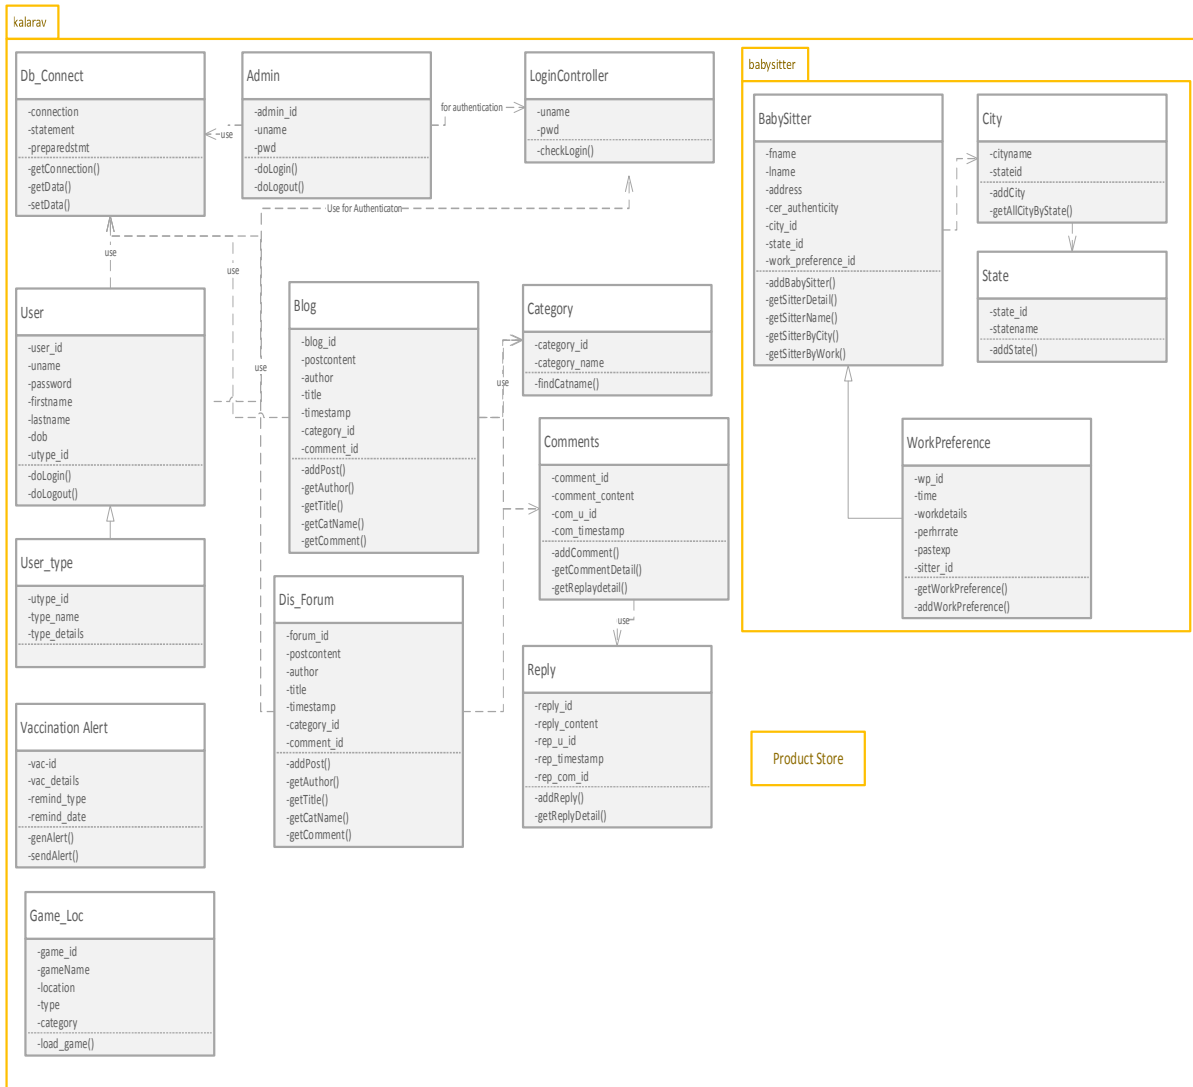 kalarav
Db_Connect
-connection
-statement
-preparedstmt
-getConnection()
-getData()
-setData()
use
Admin
-admin_id
-uname
-pwd
-doLogin()
-doLogout()
for authentication
LoginController
-uname
-pwd
-checkLogin()
Use for Authenticaton
use
use
use
User
-user_id
-uname
-password
-firstname
-lastname
-dob
-utype_id
-doLogin()
-doLogout()
User_type
-utype_id
-type_name
-type_details
Vaccination Alert
-vac-id
-vac_details
-remind_type
-remind_date
-genAlert()
-sendAlert()
Game_Loc
-game_id
-gameName
-location
-type
-category
-load_game()
Blog
-blog_id
-postcontent
-author
-title
-timestamp
-category_id
-comment_id
-addPost()
-getAuthor()
-getTitle()
-getCatName()
-getComment()
Dis_Forum
-forum_id
-postcontent
-author
-title
-timestamp
-category_id
-comment_id
-addPost()
-getAuthor()
-getTitle()
-getCatName()
-getComment()
use
Category
-category_id
-category_name
-findCatname()
Comments
-comment_id
-comment_content
-com_u_id
-com_timestamp
-addComment()
-getCommentDetail()
-getReplaydetail()
use
Reply
-reply_id
-reply_content
-rep_u_id
-rep_timestamp
-rep_com_id
-addReply()
-getReplyDetail()
babysitter
BabySitter
-fname
-lname
-address
-cer_authenticity
-city_id
-state_id
-work_preference_id
-addBabySitter()
-getSitterDetail()
-getSitterName()
-getSitterByCity()
-getSitterByWork()
City
-cityname
-stateid
-addCity
-getAllCityByState()
State
-state_id
-statename
-addState()
WorkPreference
-wp_id
-time
-workdetails
-perhrrate
-pastexp
-sitter_id
-getWorkPreference()
-addWorkPreference()
Product Store